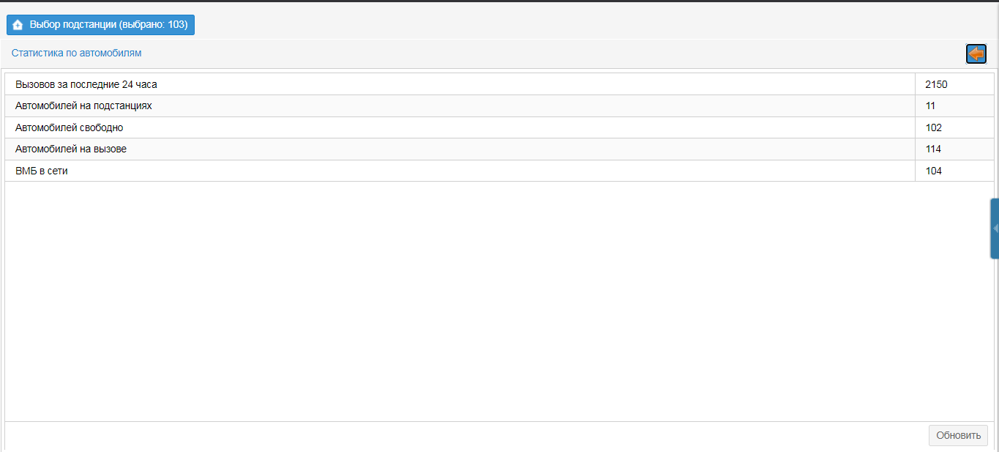 Выбор подстанции (выбрано: 103)
Статистика по автомобилям
Вызовов за последние 24 часа 2150
Автомобилей на подстанциях 11
Автомобилей свободно 102
Автомобилей на вызове 114
ВМБ в сети 104
Обновить